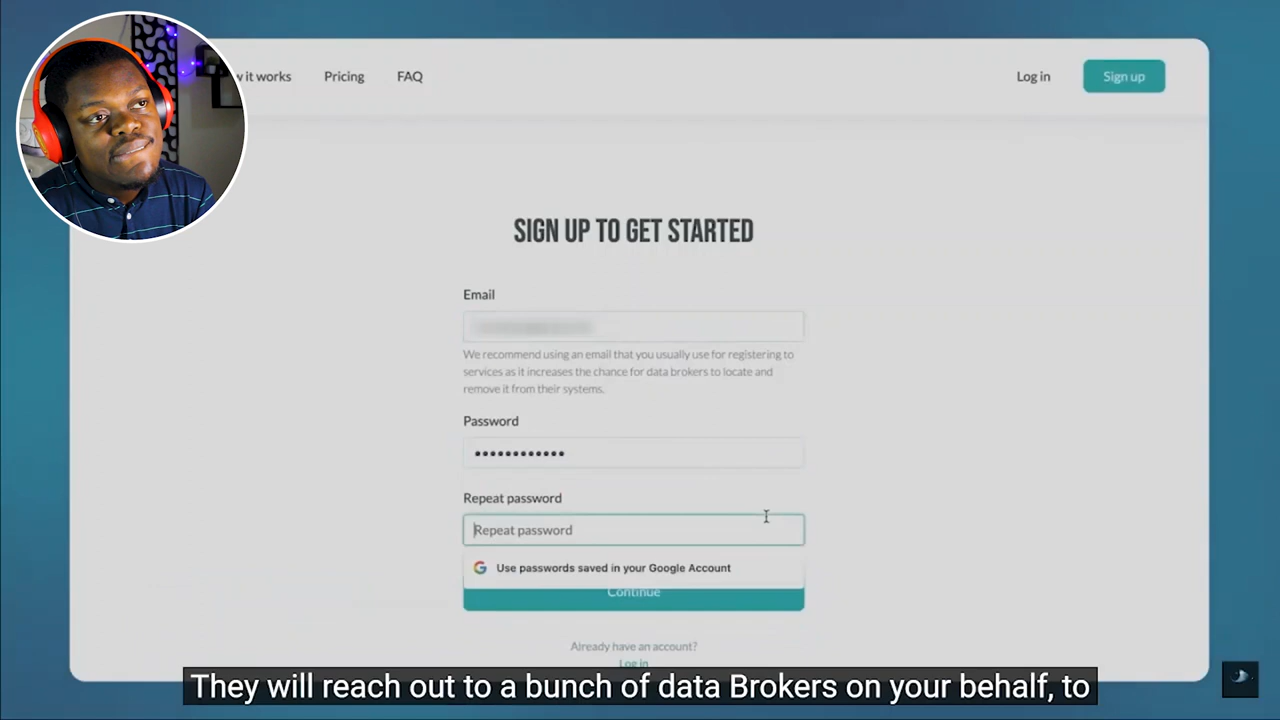 w it works
Pricing
FAQ
Log in
Sign up
SIGN UP TO GET STARTED
Email
We recommend using an email that you usually use for registering to
services as it increases the chance for data brokers to locate and
remove it from their systems.
Password
Repeat password
Repeat password
Use passwords saved in your Google Account
Continue
Already have an account?
Log in
They will reach out to a bunch of data Brokers on your behalf, to